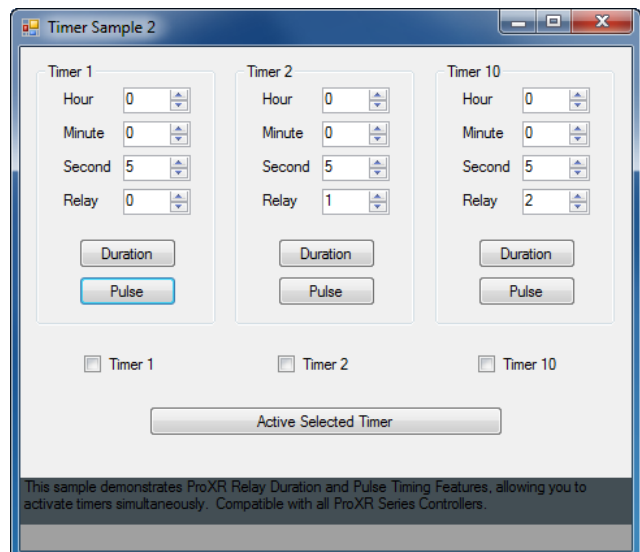 Timer Sample 2
Timer 1 Timer 2 Timer 10
Hour 0 Hour 0 Hour 0
Minute 0 Minute 0 Minute 0
Second 5 Second 5 Second 5
Relay 0 Relay 1 Relay 2
Duration Duration Duration
Pulse Pulse Pulse
Timer 1 Timer 2 Timer 10
Active Selected Timer
This sample demonstrates ProXR Relay Duration and Pulse Timing Features, allowing you to
activate timers simultaneously. Compatible with all ProXR Series Controllers.